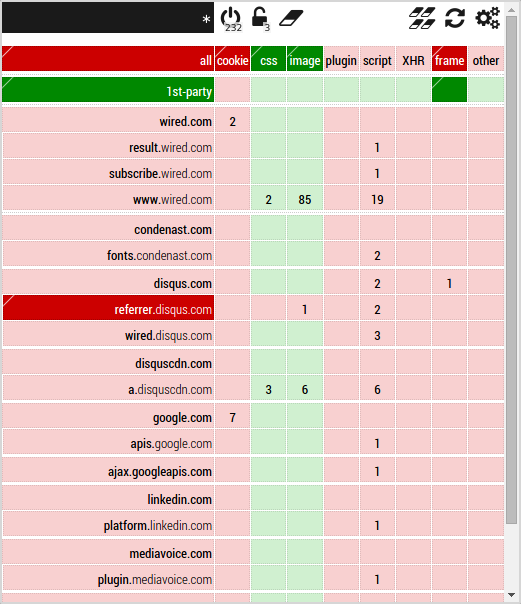 * 232 3
all cookie css image plugin script XHR frame other
1st-party
wired.com 2
result.wired.com 1
subscribe.wired.com 1
www.wired.com 2 85 19
condenast.com
fonts.condenast.com 2
disqus.com 2 1
referrer.disqus.com 1 2
wired.disqus.com 3
disquscdn.com
a.disquscdn.com 3 6 6
google.com 7
apis.google.com 1
ajax.googleapis.com 1
linkedin.com
platform.linkedin.com 1
mediavoice.com
plugin.mediavoice.com 1